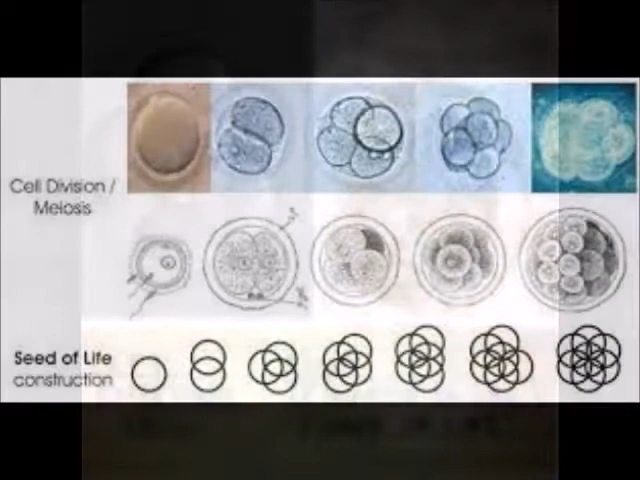 Cell Division /
Meiosis
Seed of Life
construction